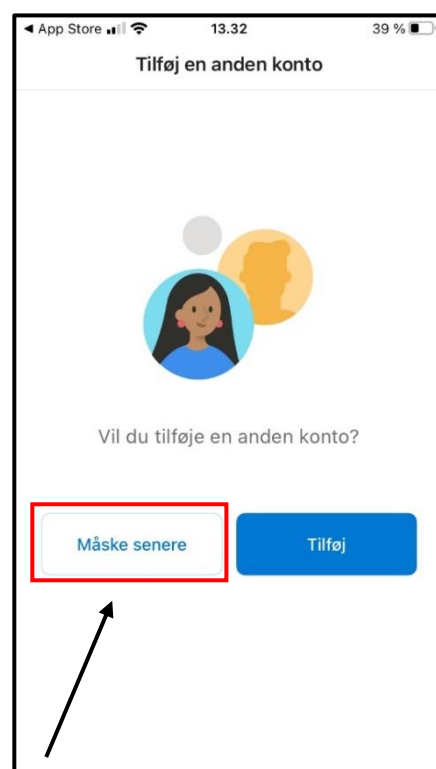 App Store 13.32 39 %
Tilføj en anden konto
Vil du tilføje en anden konto?
Måske senere Tilføj